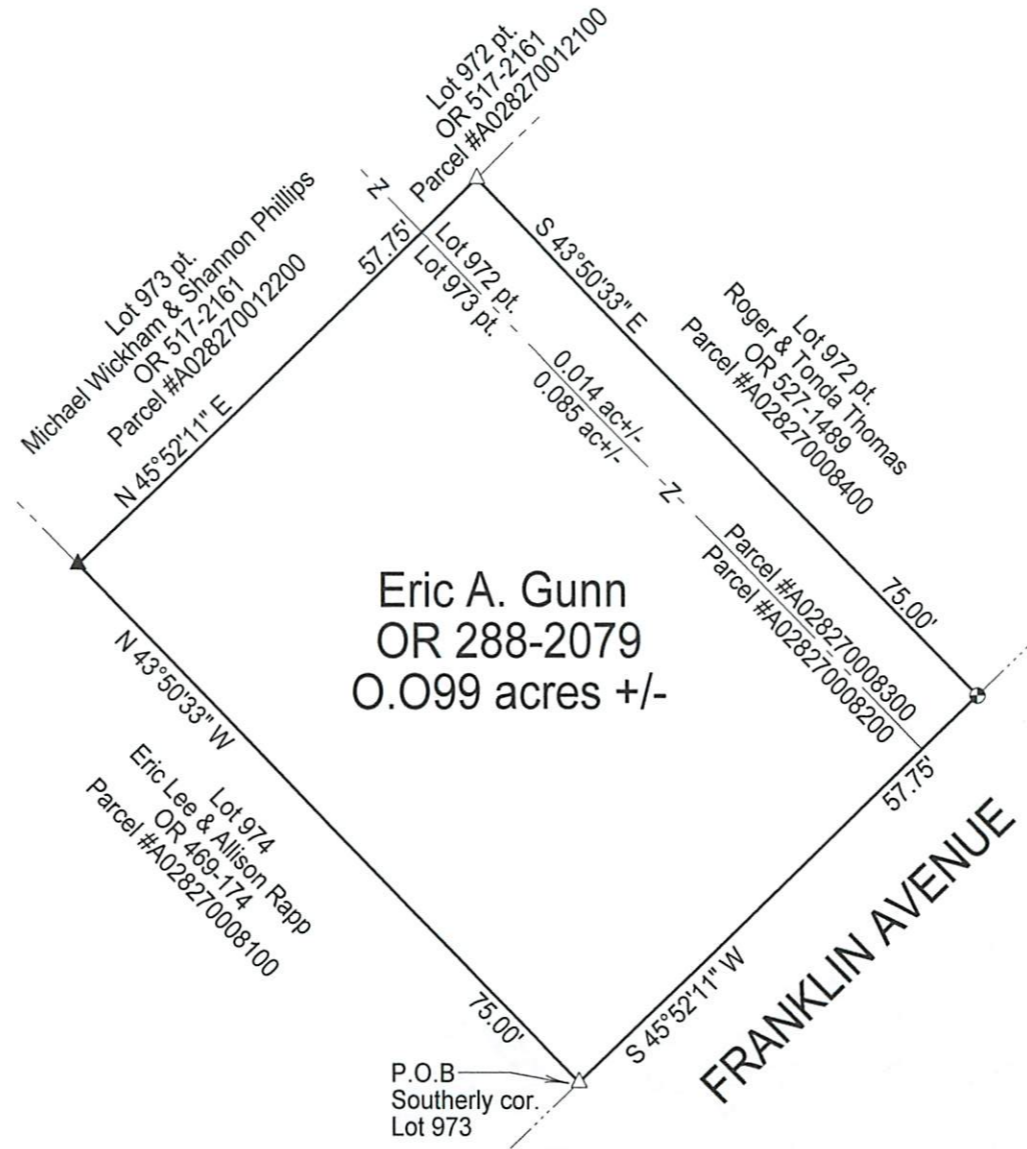 Lot 972 pt.
OR 517-2161
Parcel #A028270012100
Lot 973 pt.
Michael Wickham & Shannon Phillips
OR 517-2161
Parcel #A028270012200
57.75'
N 45°52'11" E
-Z-
Lot 972 pt.
Lot 973 pt.
S 43°50'33" E
Lot 972 pt.
Roger & Tonda Thomas
OR 527-1489
Parcel #A028270008400
0.014 ac+/-
0.085 ac+/-
-Z-
Parcel #A028270008300
Parcel #A028270008200
75.00'
Eric A. Gunn
OR 288-2079
O.O99 acres +/-
N 43°50'33" W
Lot 974
Eric Lee & Allison Rapp
OR 469-174
Parcel #A028270008100
75.00'
57.75'
S 45°52'11" W
FRANKLIN AVENUE
P.O.B
Southerly cor.
Lot 973